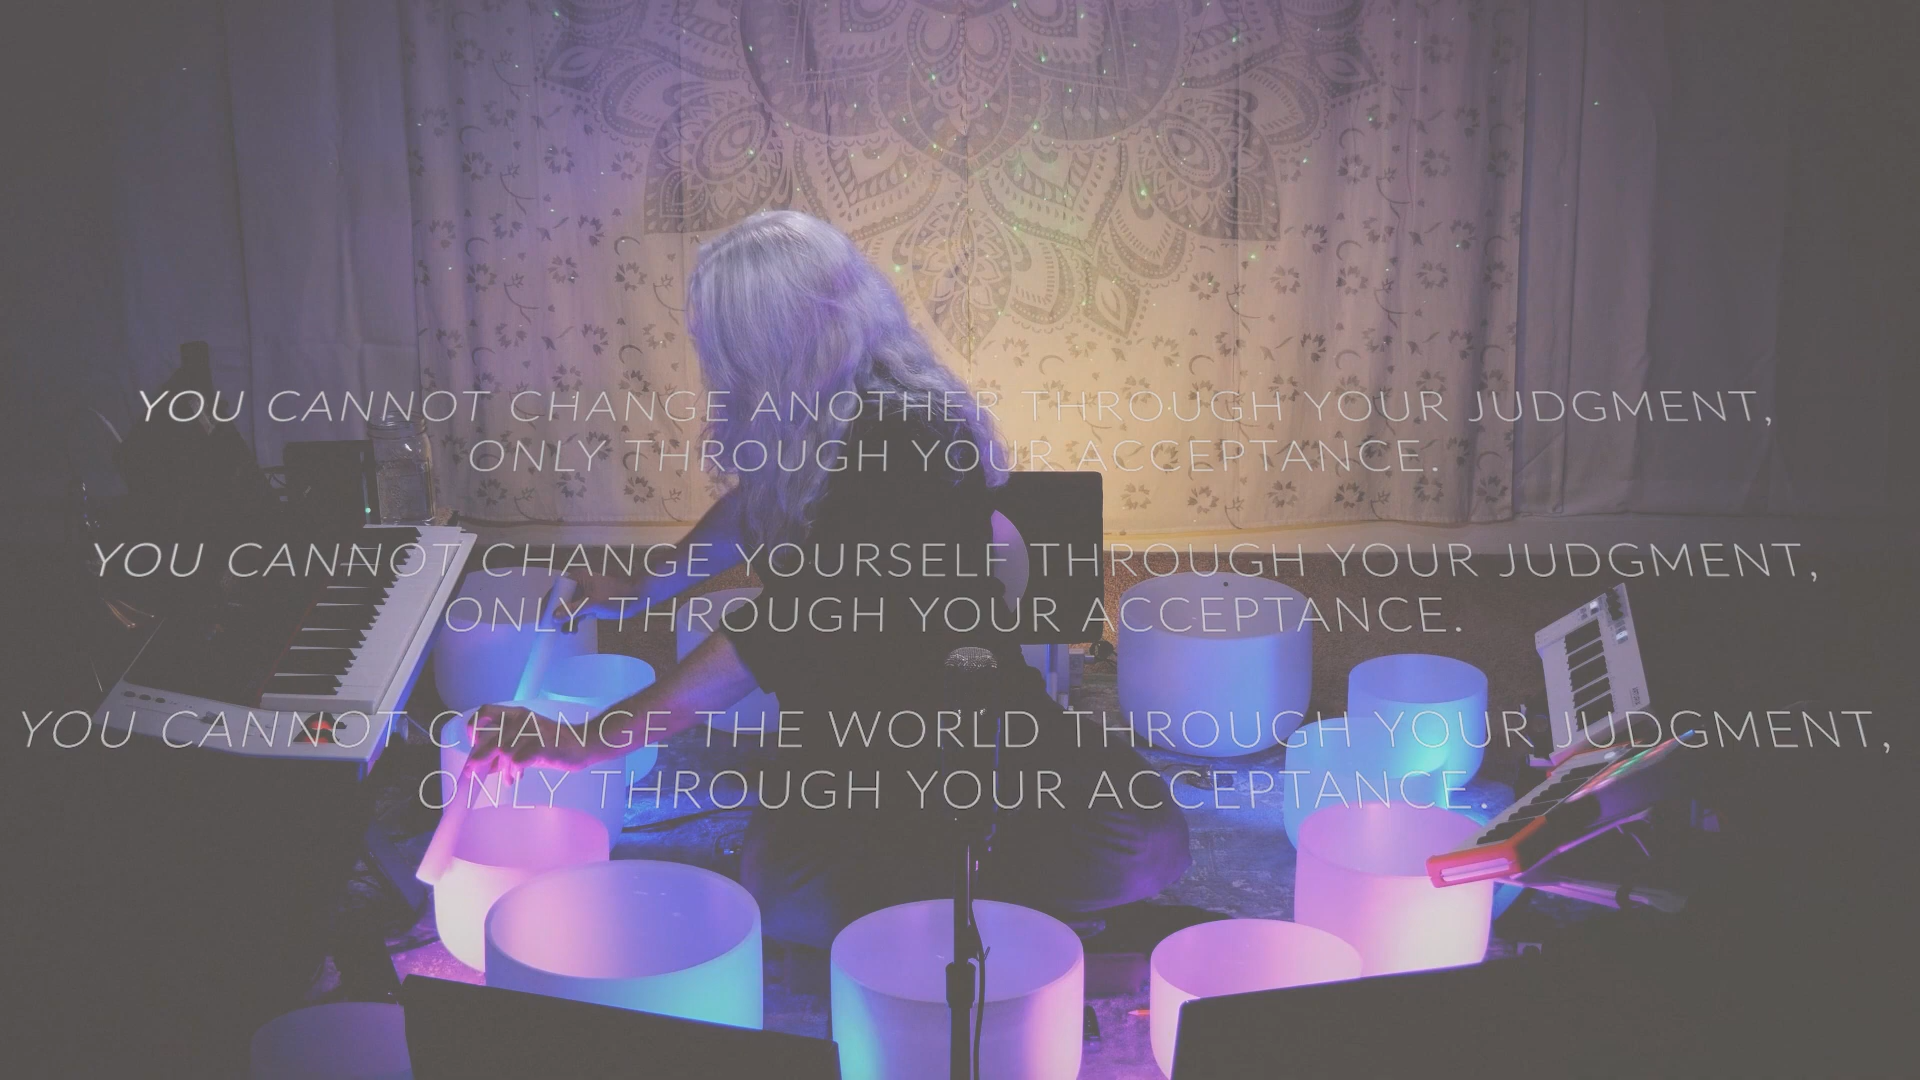 YOU CANNOT CHANGE ANOTHER THROUGH YOUR JUDGMENT,
ONLY THROUGH YOUR ACCEPTANCE.
YOU CANNOT CHANGE YOURSELF THROUGH YOUR JUDGMENT,
ONLY THROUGH YOUR ACCEPTANCE.
YOU CANNOT CHANGE THE WORLD THROUGH YOUR JUDGMENT,
ONLY THROUGH YOUR ACCEPTANCE.